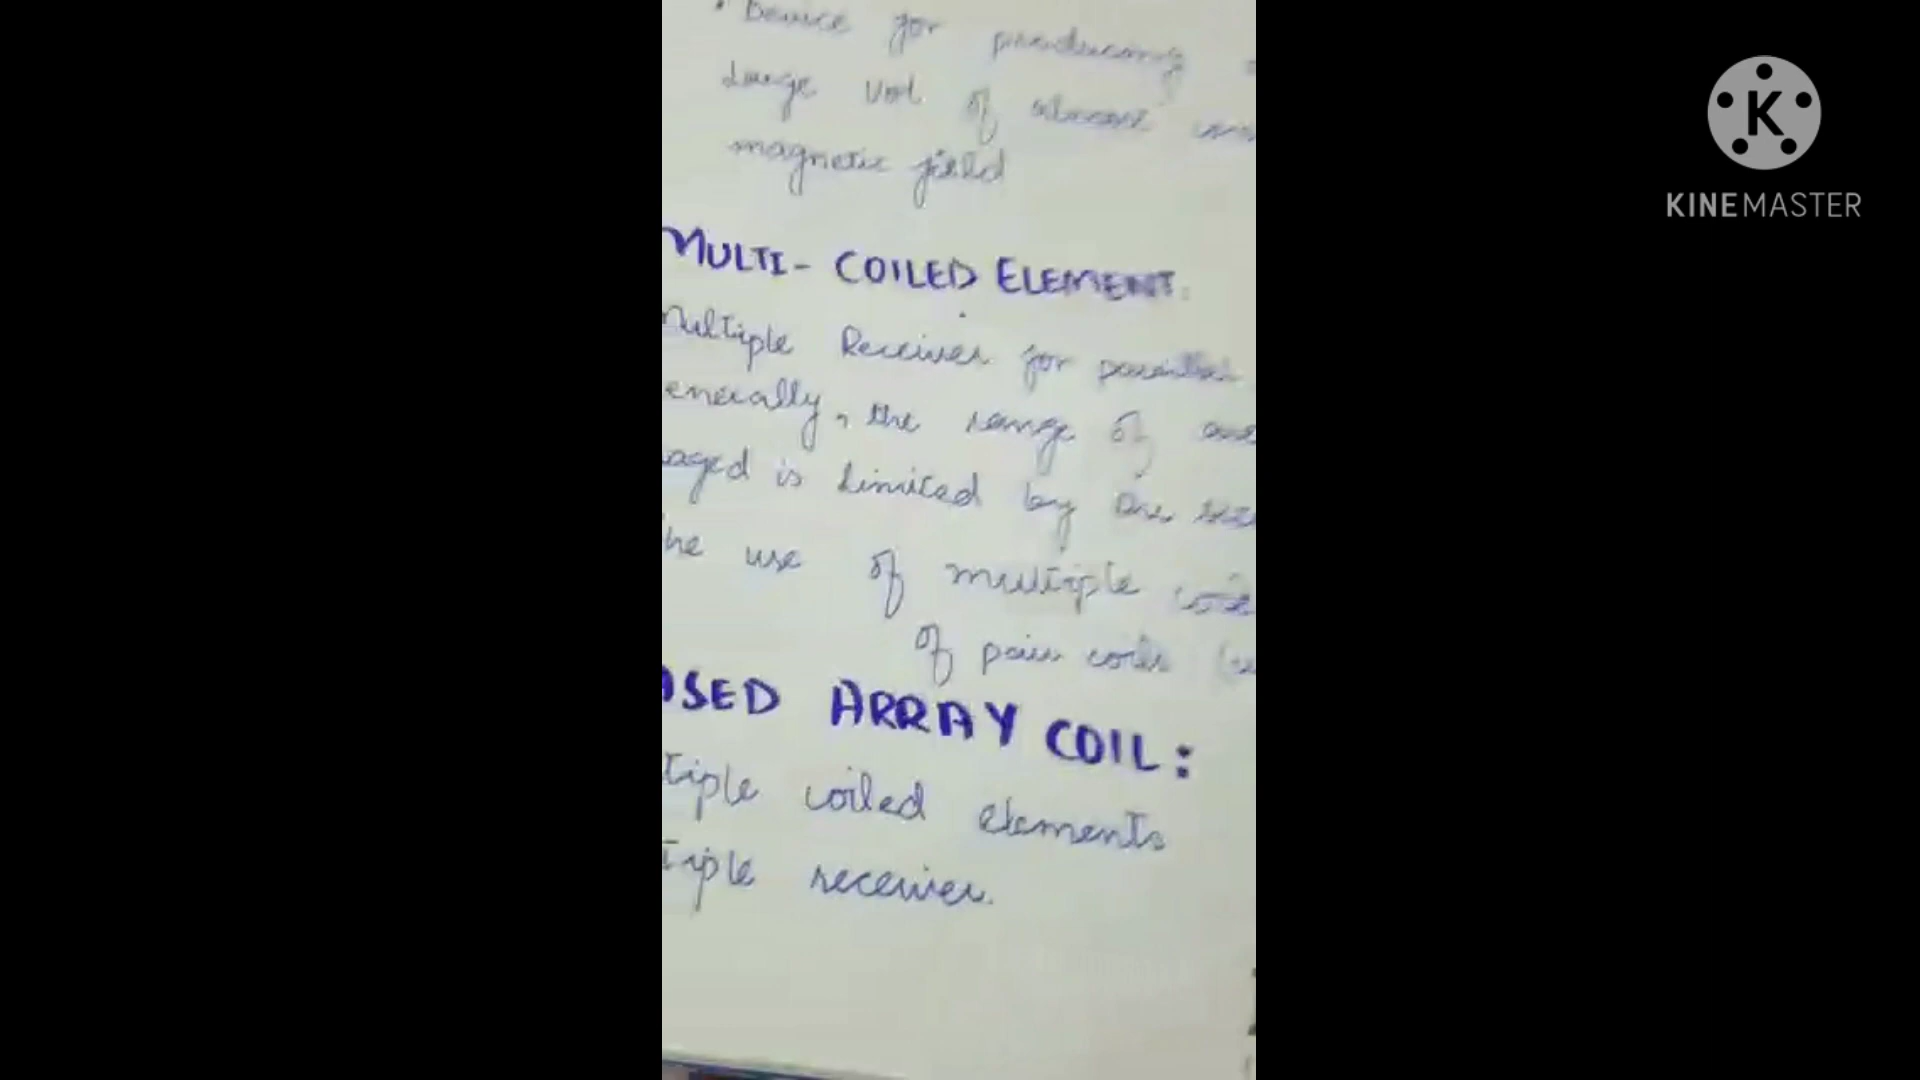 Device for producing a
Large vol of almost
magnetic field
MULTI- COILED ELEMENT.
Multiple Receiver for
enerally, the range of
aged is limited by the
he use of multiple
of pair coils
ASED ARRAY COIL:
tiple coiled elements
tiple receiver.
K
KINEMASTER